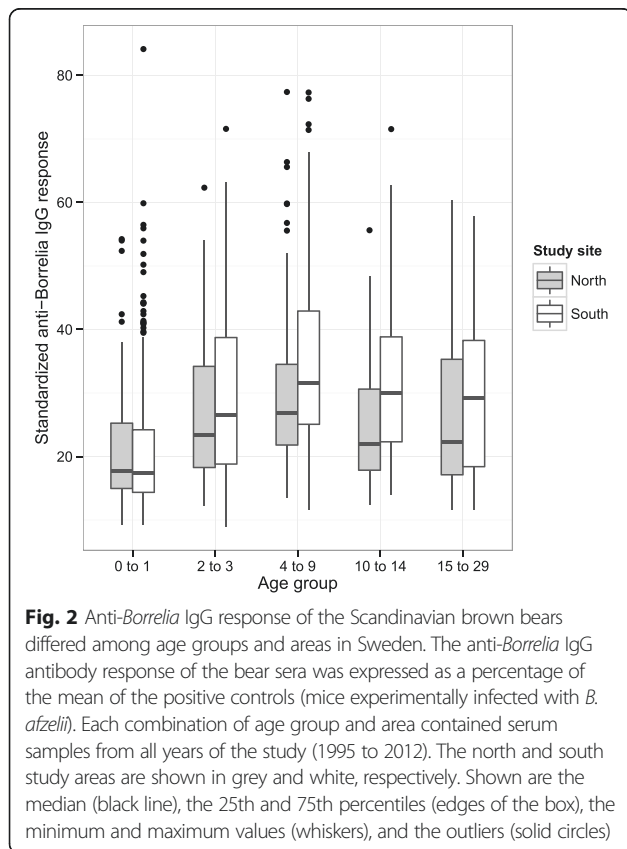 80
60
40
20
Standardized anti−Borrelia IgG response
Study site
North
South
0 to 1 2 to 3 4 to 9 10 to 14 15 to 29
Age group
Fig. 2 Anti-Borrelia IgG response of the Scandinavian brown bears
differed among age groups and areas in Sweden. The anti-Borrelia IgG
antibody response of the bear sera was expressed as a percentage of
the mean of the positive controls (mice experimentally infected with B.
afzelii). Each combination of age group and area contained serum
samples from all years of the study (1995 to 2012). The north and south
study areas are shown in grey and white, respectively. Shown are the
median (black line), the 25th and 75th percentiles (edges of the box), the
minimum and maximum values (whiskers), and the outliers (solid circles)